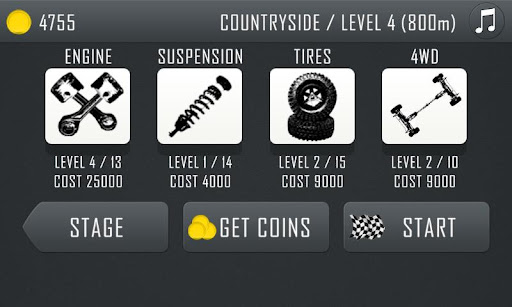 4755 COUNTRYSIDE / LEVEL 4 (800m)
ENGINE SUSPENSION TIRES 4WD
LEVEL 4 / 13 LEVEL 1 / 14 LEVEL 2 / 15 LEVEL 2 / 10
COST 25000 COST 4000 COST 9000 COST 9000
STAGE GET COINS START